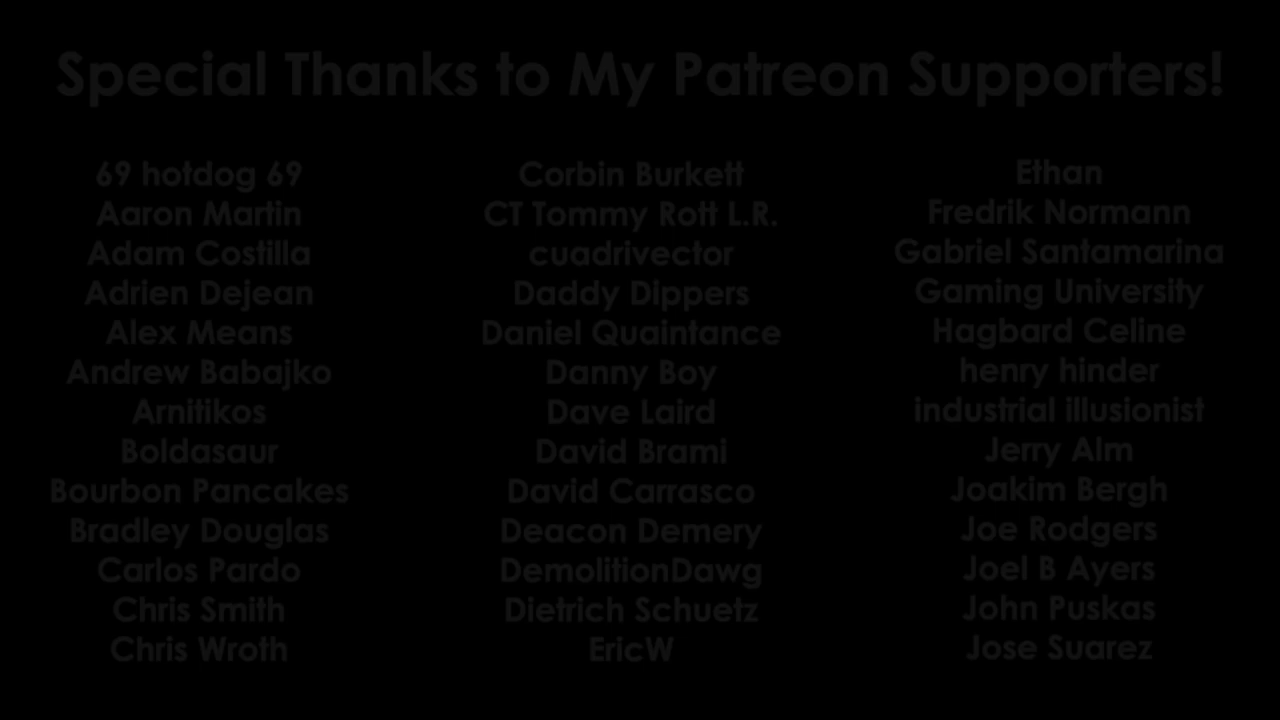 Special Thanks to My Patreon Supporters!
69 hotdog 69
Aaron Martin
Adam Costilla
Adrien Dejean
Alex Means
Andrew Babajko
Arnitikos
Boldasaur
Bourbon Pancakes
Bradley Douglas
Carlos Pardo
Chris Smith
Chris Wroth
Corbin Burkett
CT Tommy Rott L.R.
cuadrivector
Daddy Dippers
Daniel Quaintance
Danny Boy
Dave Laird
David Brami
David Carrasco
Deacon Demery
DemolitionDawg
Dietrich Schuetz
EricW
Ethan
Fredrik Normann
Gabriel Santamarina
Gaming University
Hagbard Celine
henry hinder
industrial illusionist
Jerry Alm
Joakim Bergh
Joe Rodgers
Joel B Ayers
John Puskas
Jose Suarez